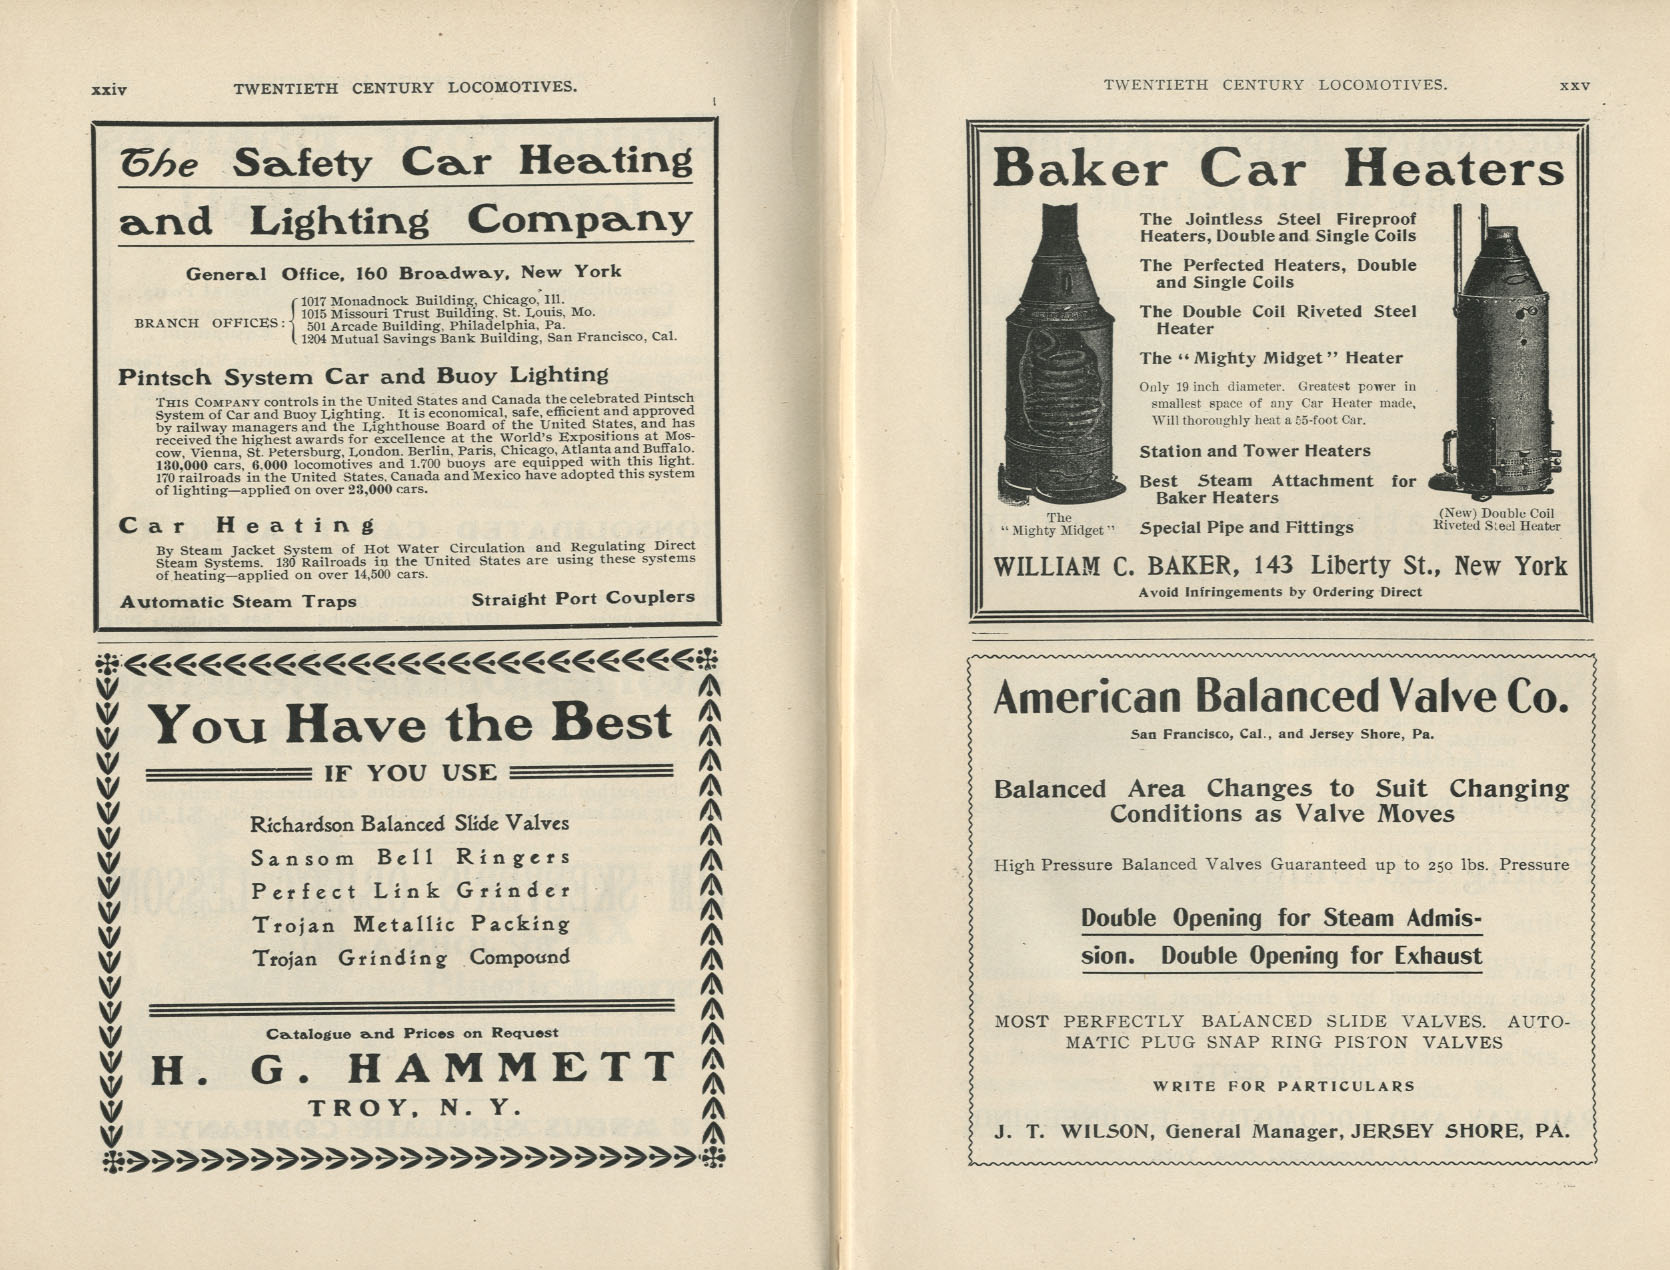 xxiv TWENTIETH CENTURY LOCOMOTIVES.
The Safety Car Heating
and Lighting Company
General Office, 160 Broadway, New York
BRANCH OFFICES:
1017 Monadnock Building, Chicago, Ill.
1015 Missouri Trust Building, St. Louis, Mo.
501 Arcade Building, Philadelphia, Pa.
1204 Mutual Savings Bank Building, San Francisco, Cal.
Pintsch System Car and Buoy Lighting
THIS COMPANY controls in the United States and Canada the celebrated Pintsch
System of Car and Buoy Lighting. It is economical, safe, efficient and approved
by railway managers and the Lighthouse Board of the United States, and has
received the highest awards for excellence at the World's Expositions at Mos-
cow, Vienna, St. Petersburg, London, Berlin, Paris, Chicago, Atlanta and Buffalo.
130,000 cars, 6,000 locomotives and 1,700 buoys are equipped with this light.
170 railroads in the United States, Canada and Mexico have adopted this system
of lighting—applied on over 23,000 cars.
Car Heating
By Steam Jacket System of Hot Water Circulation and Regulating Direct
Steam Systems. 130 Railroads in the United States are using these systems
of heating—applied on over 14,500 cars.
Automatic Steam Traps Straight Port Couplers
You Have the Best
IF YOU USE
Richardson Balanced Slide Valves
Sansom Bell Ringers
Perfect Link Grinder
Trojan Metallic Packing
Trojan Grinding Compound
Catalogue and Prices on Request
H. G. HAMMETT
TROY, N. Y.
TWENTIETH CENTURY LOCOMOTIVES. xxv
Baker Car Heaters
The Jointless Steel Fireproof
Heaters, Double and Single Coils
The Perfected Heaters, Double
and Single Coils
The Double Coil Riveted Steel
Heater
The "Mighty Midget" Heater
Only 19 inch diameter. Greatest power in
smallest space of any Car Heater made,
Will thoroughly heat a 55-foot Car.
Station and Tower Heaters
Best Steam Attachment for
Baker Heaters
Special Pipe and Fittings
The
"Mighty Midget"
(New) Double Coil
Riveted Steel Heater
WILLIAM C. BAKER, 143 Liberty St., New York
Avoid Infringements by Ordering Direct
American Balanced Valve Co.
San Francisco, Cal., and Jersey Shore, Pa.
Balanced Area Changes to Suit Changing
Conditions as Valve Moves
High Pressure Balanced Valves Guaranteed up to 250 lbs. Pressure
Double Opening for Steam Admis-
sion. Double Opening for Exhaust
MOST PERFECTLY BALANCED SLIDE VALVES. AUTO-
MATIC PLUG SNAP RING PISTON VALVES
WRITE FOR PARTICULARS
J. T. WILSON, General Manager, JERSEY SHORE, PA.